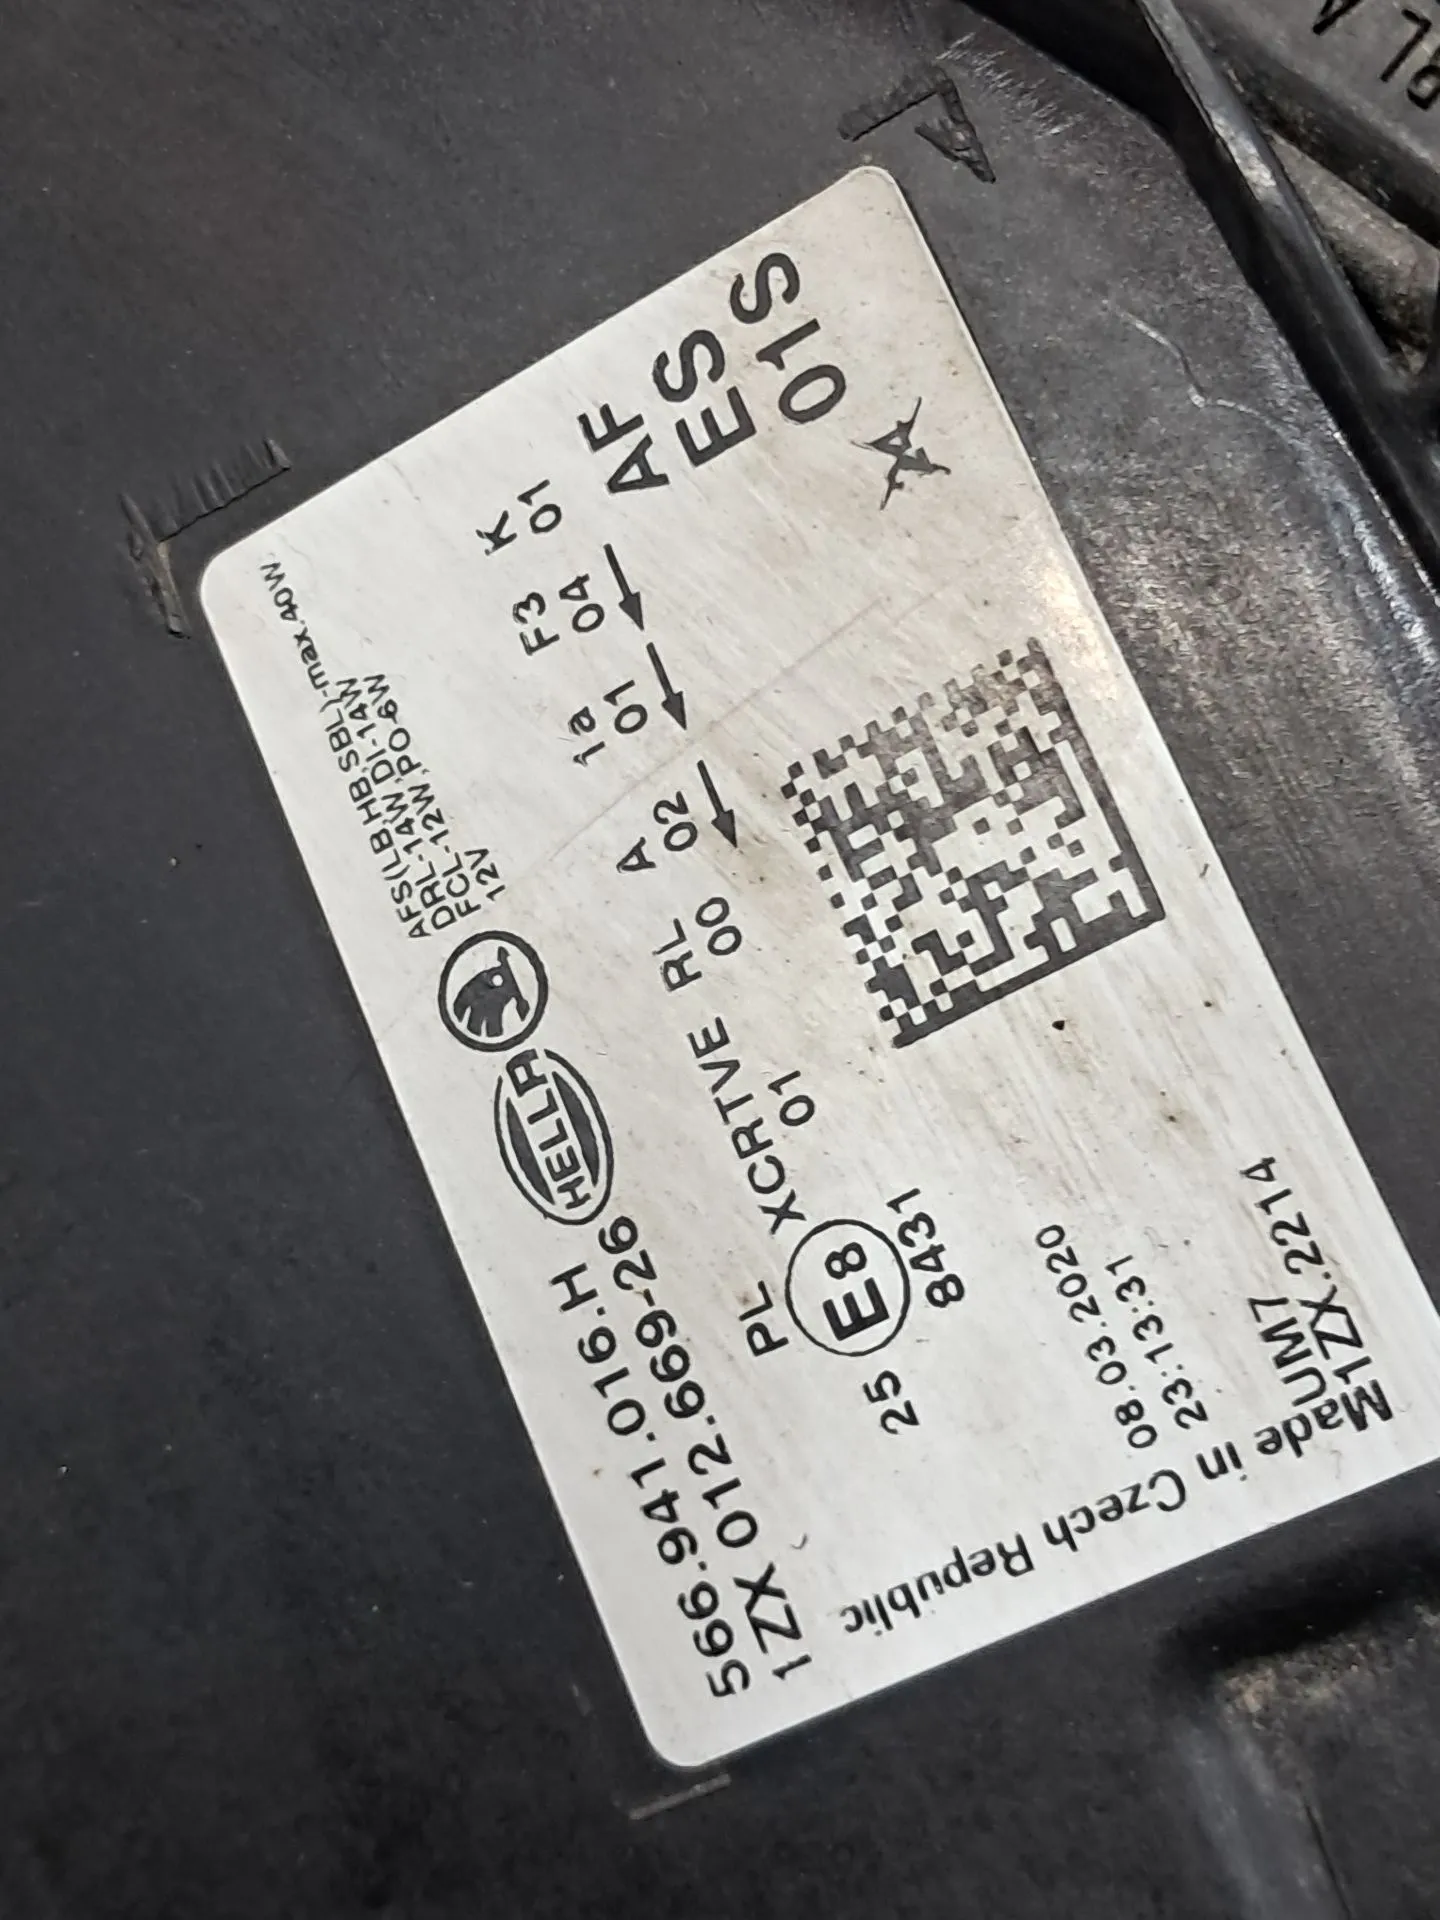 566.941.016.H
1ZX 012.669-26
HELLA
AFS(LB,HB,SBL)-max.40W
DRL-14W,DI-14W
FCL-12W,PO-6W
12V
PL XCRTVE RL A 1a F3 K
01 00 02 01 04 01
E8
25 8431
AF
ES
01S
08.03.2020
23:13:31
UM7
E1ZX.2214
Made in Czech Republic
RL A